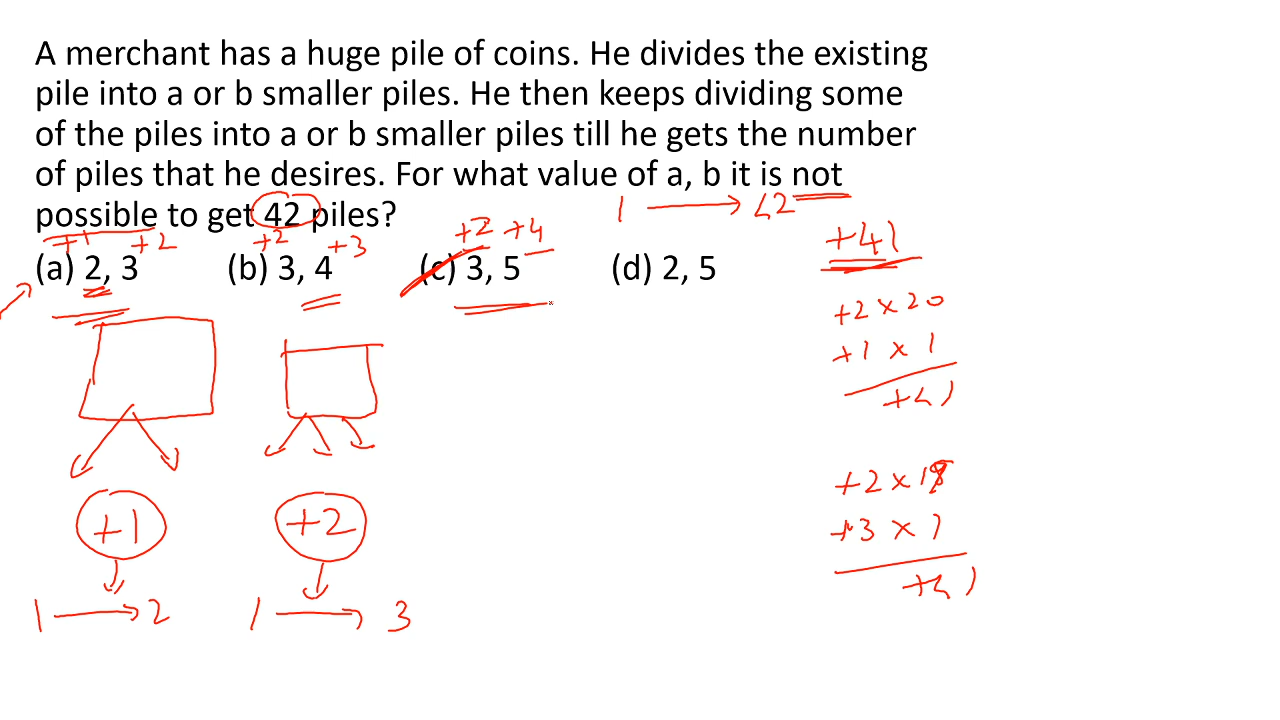 A merchant has a huge pile of coins. He divides the existing
pile into a or b smaller piles. He then keeps dividing some
of the piles into a or b smaller piles till he gets the number
of piles that he desires. For what value of a, b it is not
possible to get 42 piles?
1 → 42
+1 +2 +2 +3 +2 +4 +41
(a) 2, 3 (b) 3, 4 (c) 3, 5 (d) 2, 5
+2 × 20
+1 × 1
+41
+2 × 19
+3 × 1
+41
+1 +2
1 → 2 1 → 3